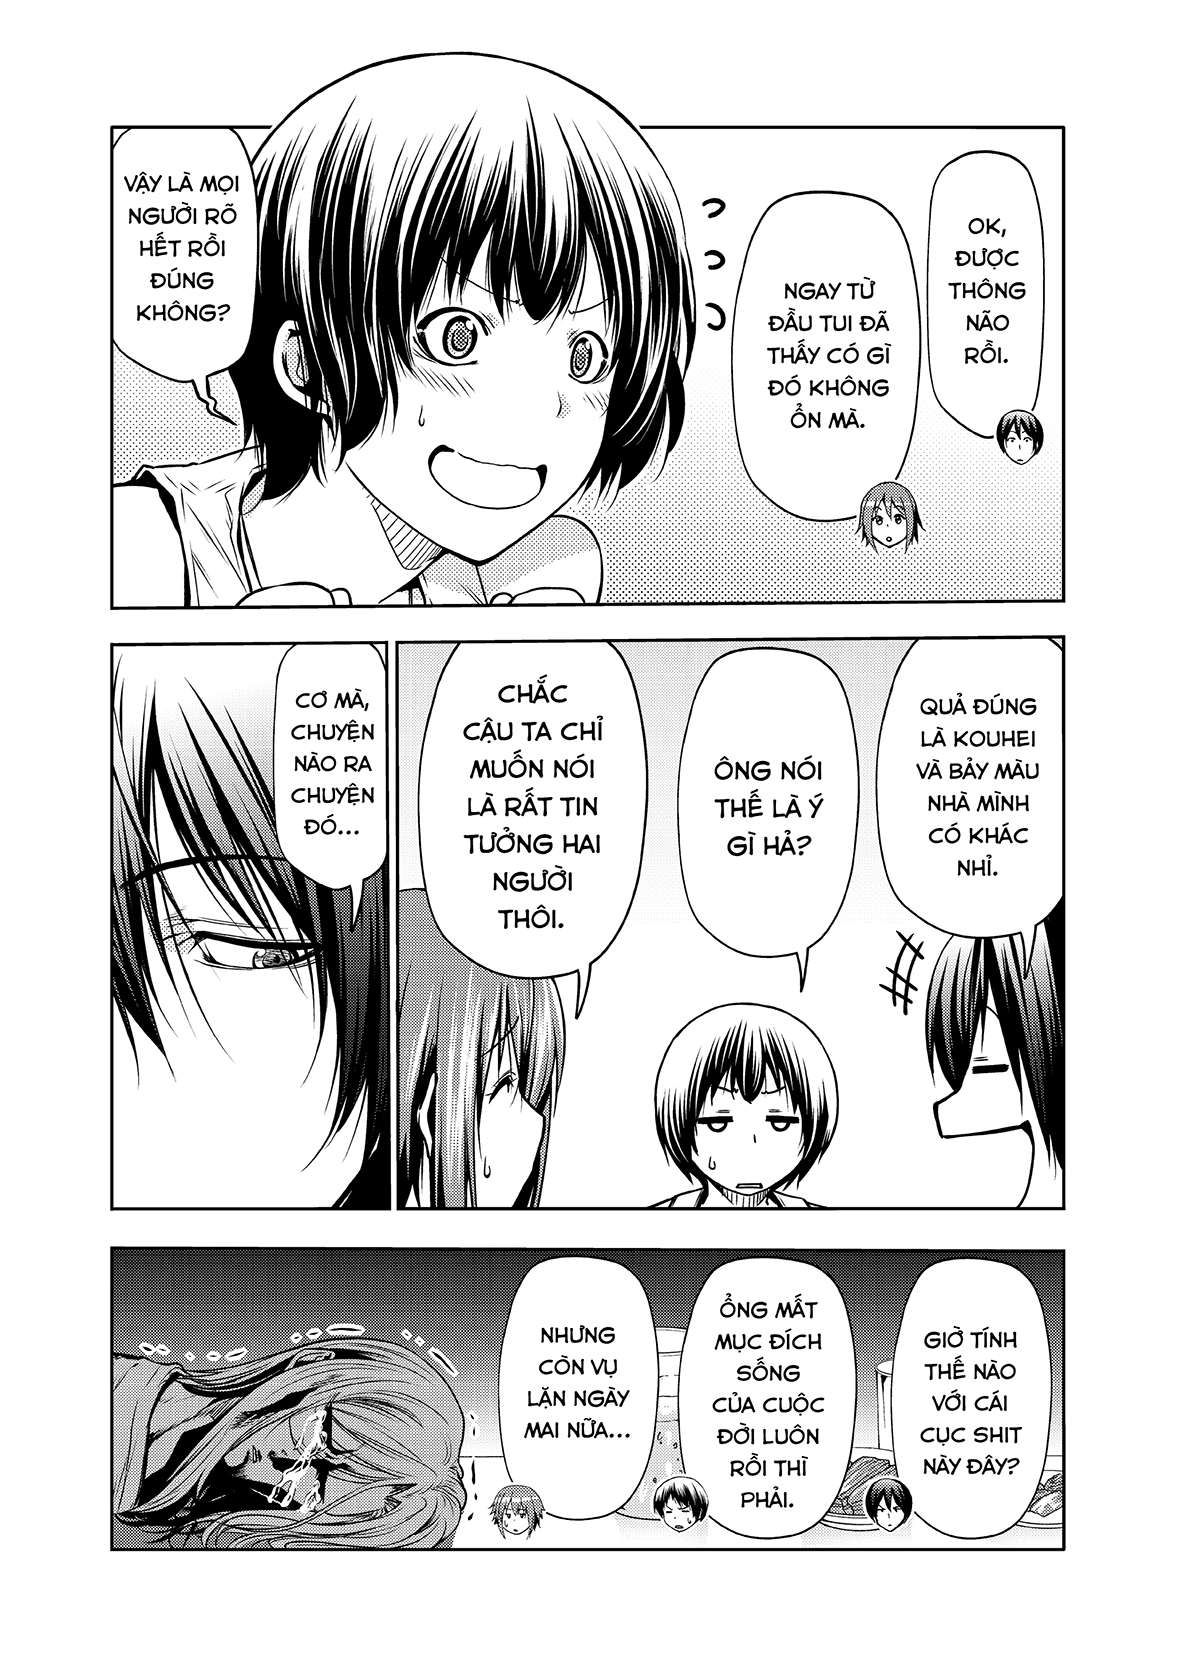 OK,
ĐƯỢC
THÔNG
NÃO
RỒI.
NGAY TỪ
ĐẦU TUI ĐÃ
THẤY CÓ GÌ
ĐÓ KHÔNG
ỔN MÀ.
VẬY LÀ MỌI
NGƯỜI RÕ
HẾT RỒI
ĐÚNG
KHÔNG?
QUẢ ĐÚNG
LÀ KOUHEI
VÀ BẢY MÀU
NHÀ MÌNH
CÓ KHÁC
NHỈ.
ÔNG NÓI
THẾ LÀ Ý
GÌ HẢ?
CHẮC
CẬU TA CHỈ
MUỐN NÓI
LÀ RẤT TIN
TƯỞNG HAI
NGƯỜI
THÔI.
CƠ MÀ,
CHUYỆN
NÀO RA
CHUYỆN
ĐÓ...
GIỜ TÍNH
THẾ NÀO
VỚI CÁI
CỤC SHIT
NÀY ĐÂY?
ỔNG MẤT
MỤC ĐÍCH
SỐNG
CỦA CUỘC
ĐỜI LUÔN
RỒI THÌ
PHẢI.
NHƯNG
CÒN VỤ
LẶN NGÀY
MAI NỮA...